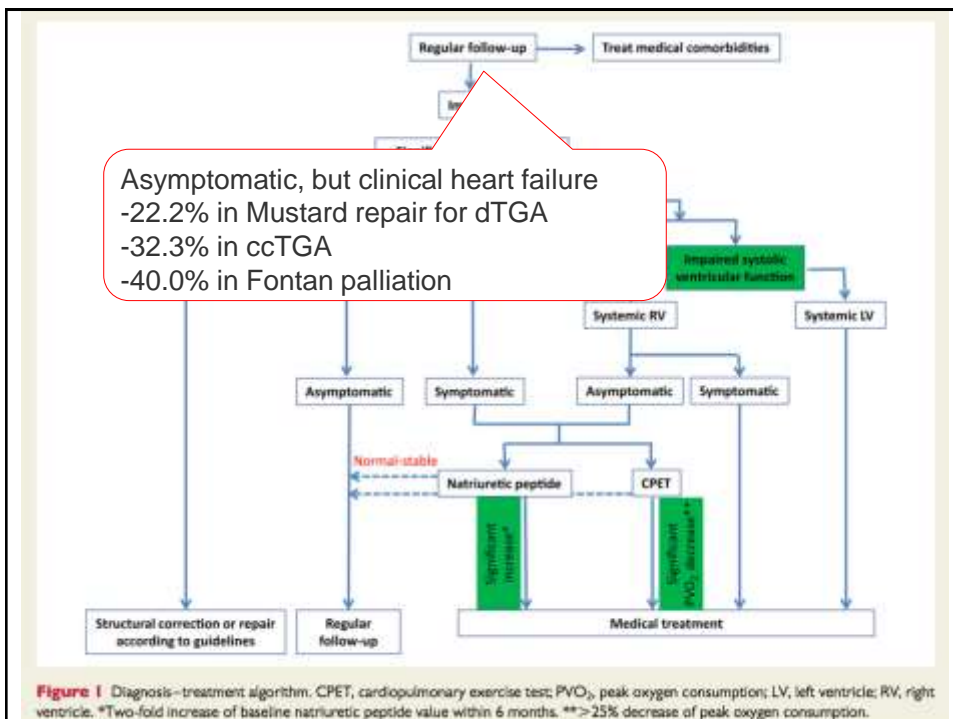 Regular follow-up
Treat medical comorbidities
Asymptomatic, but clinical heart failure
-22.2% in Mustard repair for dTGA
-32.3% in ccTGA
-40.0% in Fontan palliation
Impaired systolic
ventricular function
Systemic RV
Systemic LV
Asymptomatic
Symptomatic
Asymptomatic
Symptomatic
Normal-stable
Natriuretic peptide
CPET
Significant
increase*
Significant
PVO₂ decrease**
Structural correction or repair
according to guidelines
Regular
follow-up
Medical treatment
Figure 1 Diagnosis–treatment algorithm. CPET, cardiopulmonary exercise test; PVO₂, peak oxygen consumption; LV, left ventricle; RV, right
ventricle. *Two-fold increase of baseline natriuretic peptide value within 6 months. **>25% decrease of peak oxygen consumption.